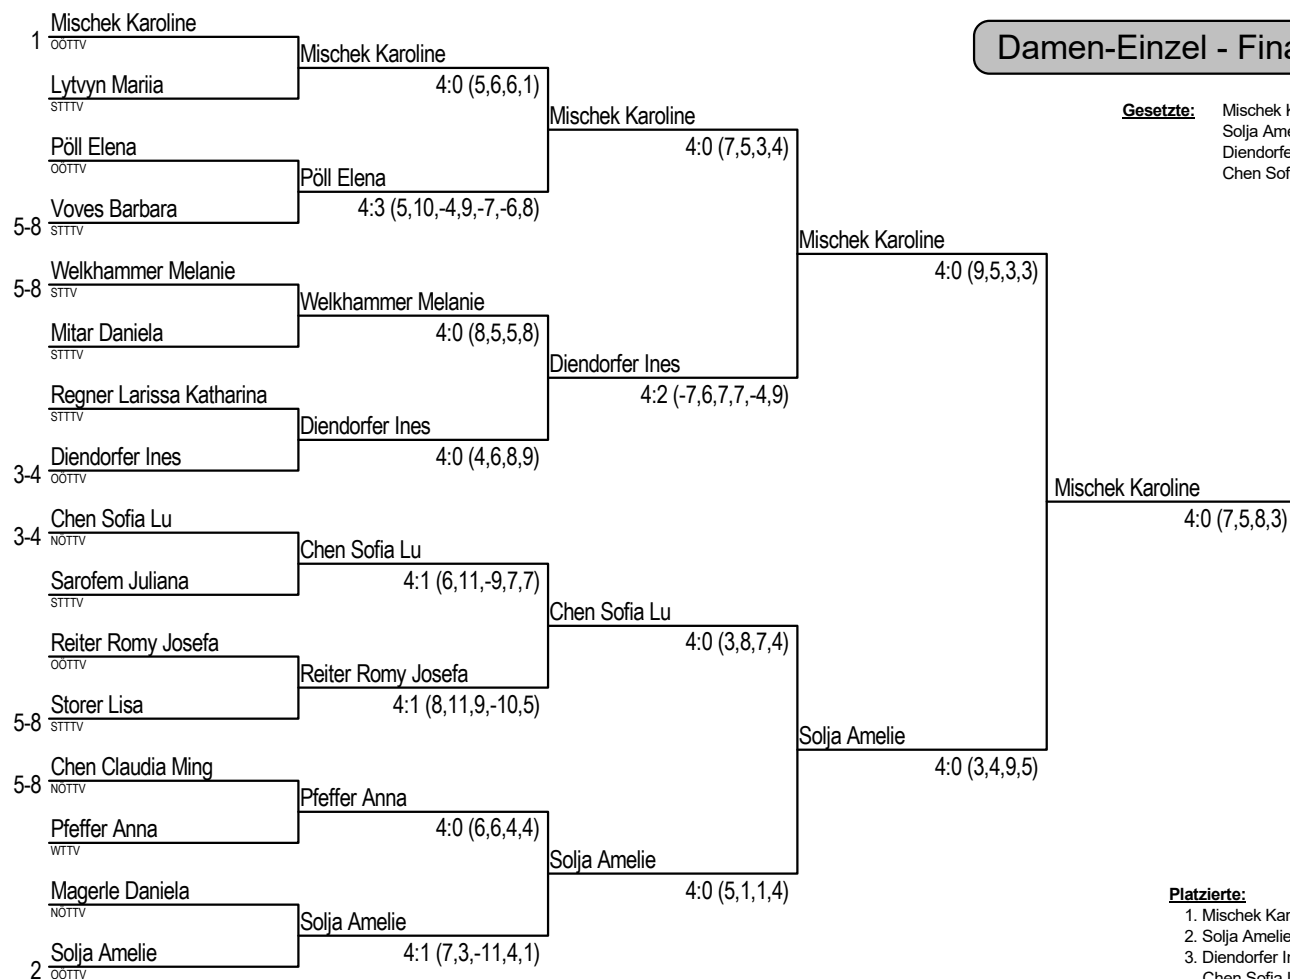 Damen-Einzel - Fina
Gesetzte: Mischek K
Solja Ame
Diendorfe
Chen Sof
1 Mischek Karoline
OÖTTV
Lytvyn Mariia
STTTV
Pöll Elena
OÖTTV
5-8 Voves Barbara
STTTV
5-8 Welkhammer Melanie
STTV
Mitar Daniela
STTTV
Regner Larissa Katharina
STTTV
3-4 Diendorfer Ines
OÖTTV
3-4 Chen Sofia Lu
NÖTTV
Sarofem Juliana
STTTV
Reiter Romy Josefa
OÖTTV
5-8 Storer Lisa
STTTV
5-8 Chen Claudia Ming
NÖTTV
Pfeffer Anna
WTTV
Magerle Daniela
NÖTTV
2 Solja Amelie
OÖTTV
Mischek Karoline
4:0 (5,6,6,1)
Pöll Elena
4:3 (5,10,-4,9,-7,-6,8)
Welkhammer Melanie
4:0 (8,5,5,8)
Diendorfer Ines
4:0 (4,6,8,9)
Chen Sofia Lu
4:1 (6,11,-9,7,7)
Reiter Romy Josefa
4:1 (8,11,9,-10,5)
Pfeffer Anna
4:0 (6,6,4,4)
Solja Amelie
4:1 (7,3,-11,4,1)
Mischek Karoline
4:0 (7,5,3,4)
Diendorfer Ines
4:2 (-7,6,7,7,-4,9)
Chen Sofia Lu
4:0 (3,8,7,4)
Solja Amelie
4:0 (5,1,1,4)
Mischek Karoline
4:0 (9,5,3,3)
Solja Amelie
4:0 (3,4,9,5)
Mischek Karoline
4:0 (7,5,8,3)
Platzierte:
1. Mischek Kar
2. Solja Amelie
3. Diendorfer I
Chen Sofia